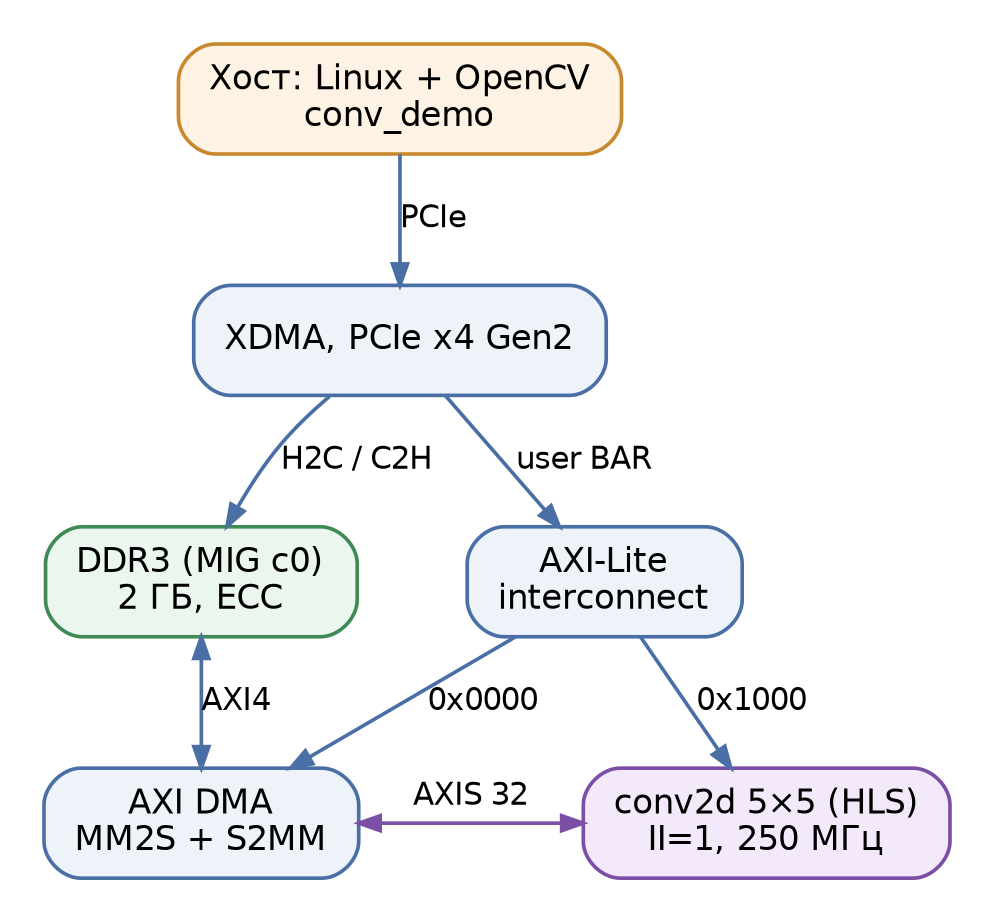 Хост: Linux + OpenCV
conv_demo
PCIe
XDMA, PCIe x4 Gen2
H2C / C2H
user BAR
DDR3 (MIG c0)
2 ГБ, ECC
AXI-Lite
interconnect
AXI4
0x0000
0x1000
AXI DMA
MM2S + S2MM
AXIS 32
conv2d 5×5 (HLS)
II=1, 250 МГц